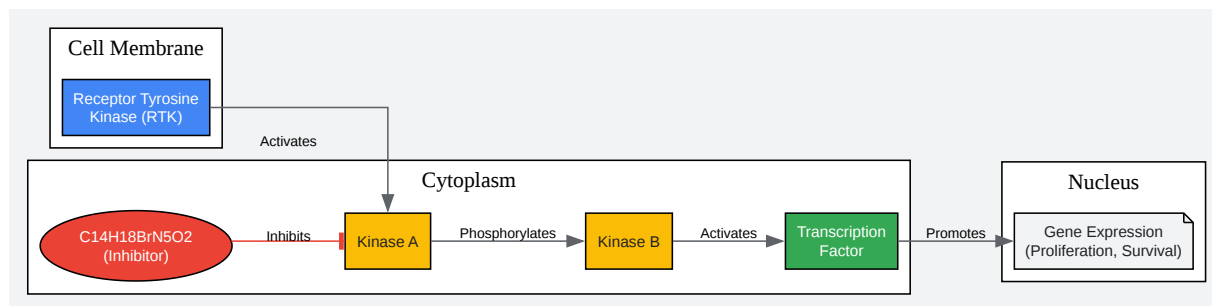 Cell Membrane
Receptor Tyrosine
Kinase (RTK)
Activates
Cytoplasm
C14H18BrN5O2
(Inhibitor)
Inhibits
Kinase A
Phosphorylates
Kinase B
Activates
Transcription
Factor
Promotes
Nucleus
Gene Expression
(Proliferation, Survival)